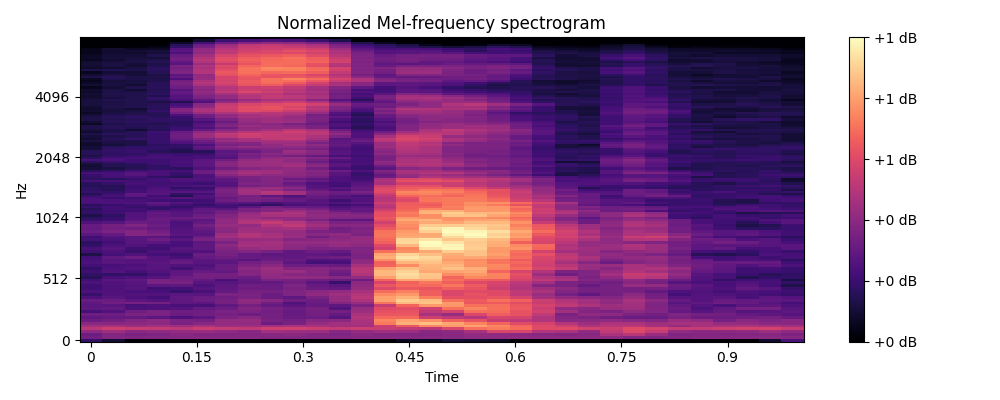 Normalized Mel-frequency spectrogram
Hz
4096
2048
1024
512
0
0 0.15 0.3 0.45 0.6 0.75 0.9
Time
+1 dB
+1 dB
+1 dB
+0 dB
+0 dB
+0 dB